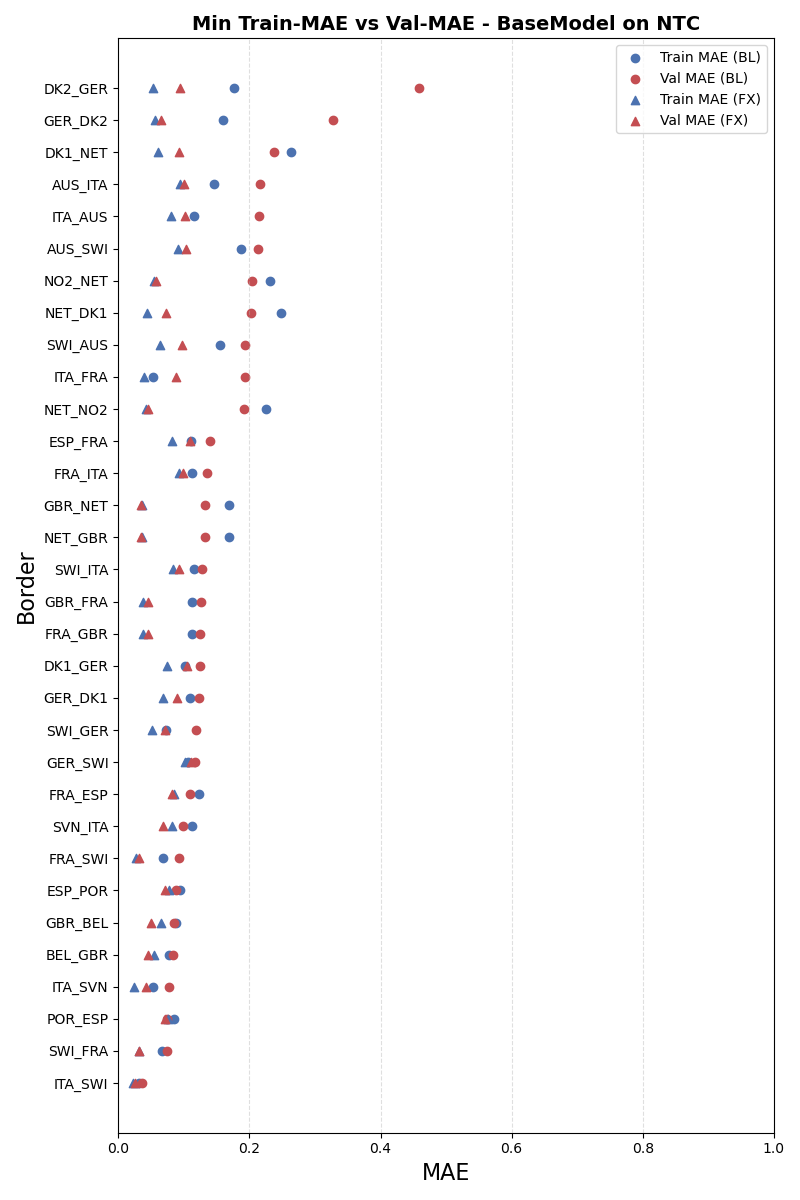 Min Train-MAE vs Val-MAE - BaseModel on NTC
Train MAE (BL)
Val MAE (BL)
Train MAE (FX)
Val MAE (FX)
DK2_GER
GER_DK2
DK1_NET
AUS_ITA
ITA_AUS
AUS_SWI
NO2_NET
NET_DK1
SWI_AUS
ITA_FRA
NET_NO2
ESP_FRA
FRA_ITA
GBR_NET
NET_GBR
SWI_ITA
GBR_FRA
FRA_GBR
DK1_GER
GER_DK1
SWI_GER
GER_SWI
FRA_ESP
SVN_ITA
FRA_SWI
ESP_POR
GBR_BEL
BEL_GBR
ITA_SVN
POR_ESP
SWI_FRA
ITA_SWI
Border
0.0 0.2 0.4 0.6 0.8 1.0
MAE